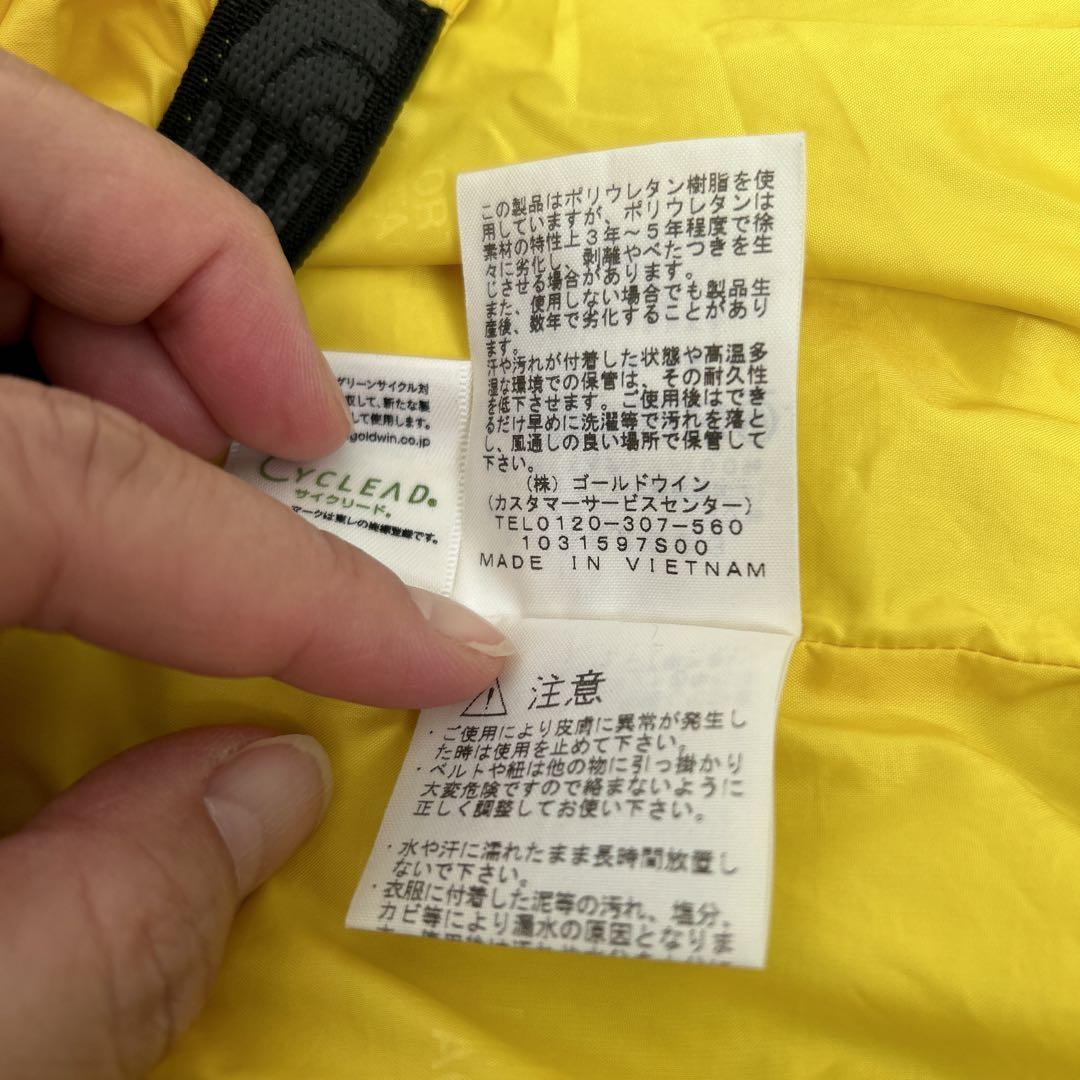 この製品はポリウレタン樹脂を使
用していますが、ポリウレタンは
素材の特性上3年～5年程度で徐
々に劣化し、剥離やべたつきを生
じさせる場合があります。
また、使用しない場合でも製品生
産後、数年で劣化することがあり
ます。
汗や汚れが付着した状態や高温多
湿な環境での保管は、その耐久性
を低下させます。ご使用後はでき
るだけ早めに洗濯等で汚れを落と
し、風通しの良い場所で保管して
下さい。
(株) ゴールドウイン
(カスタマーサービスセンター)
TEL0120-307-560
1031597S00
MADE IN VIETNAM
グリーンサイクル対
取して、新たな製
して使用します。
goldwin.co.jp
CYCLEAD®
サイクリード®
マークは東レの商標登録です。
注意
・ご使用により皮膚に異常が発生し
た時は使用を止めて下さい。
・ベルトや紐は他の物に引っ掛かり
大変危険ですので絡まないように
正しく調整してお使い下さい。
・水や汗に濡れたまま長時間放置し
ないで下さい。
・衣服に付着した泥等の汚れ、塩分、
カビ等により漏水の原因となりま